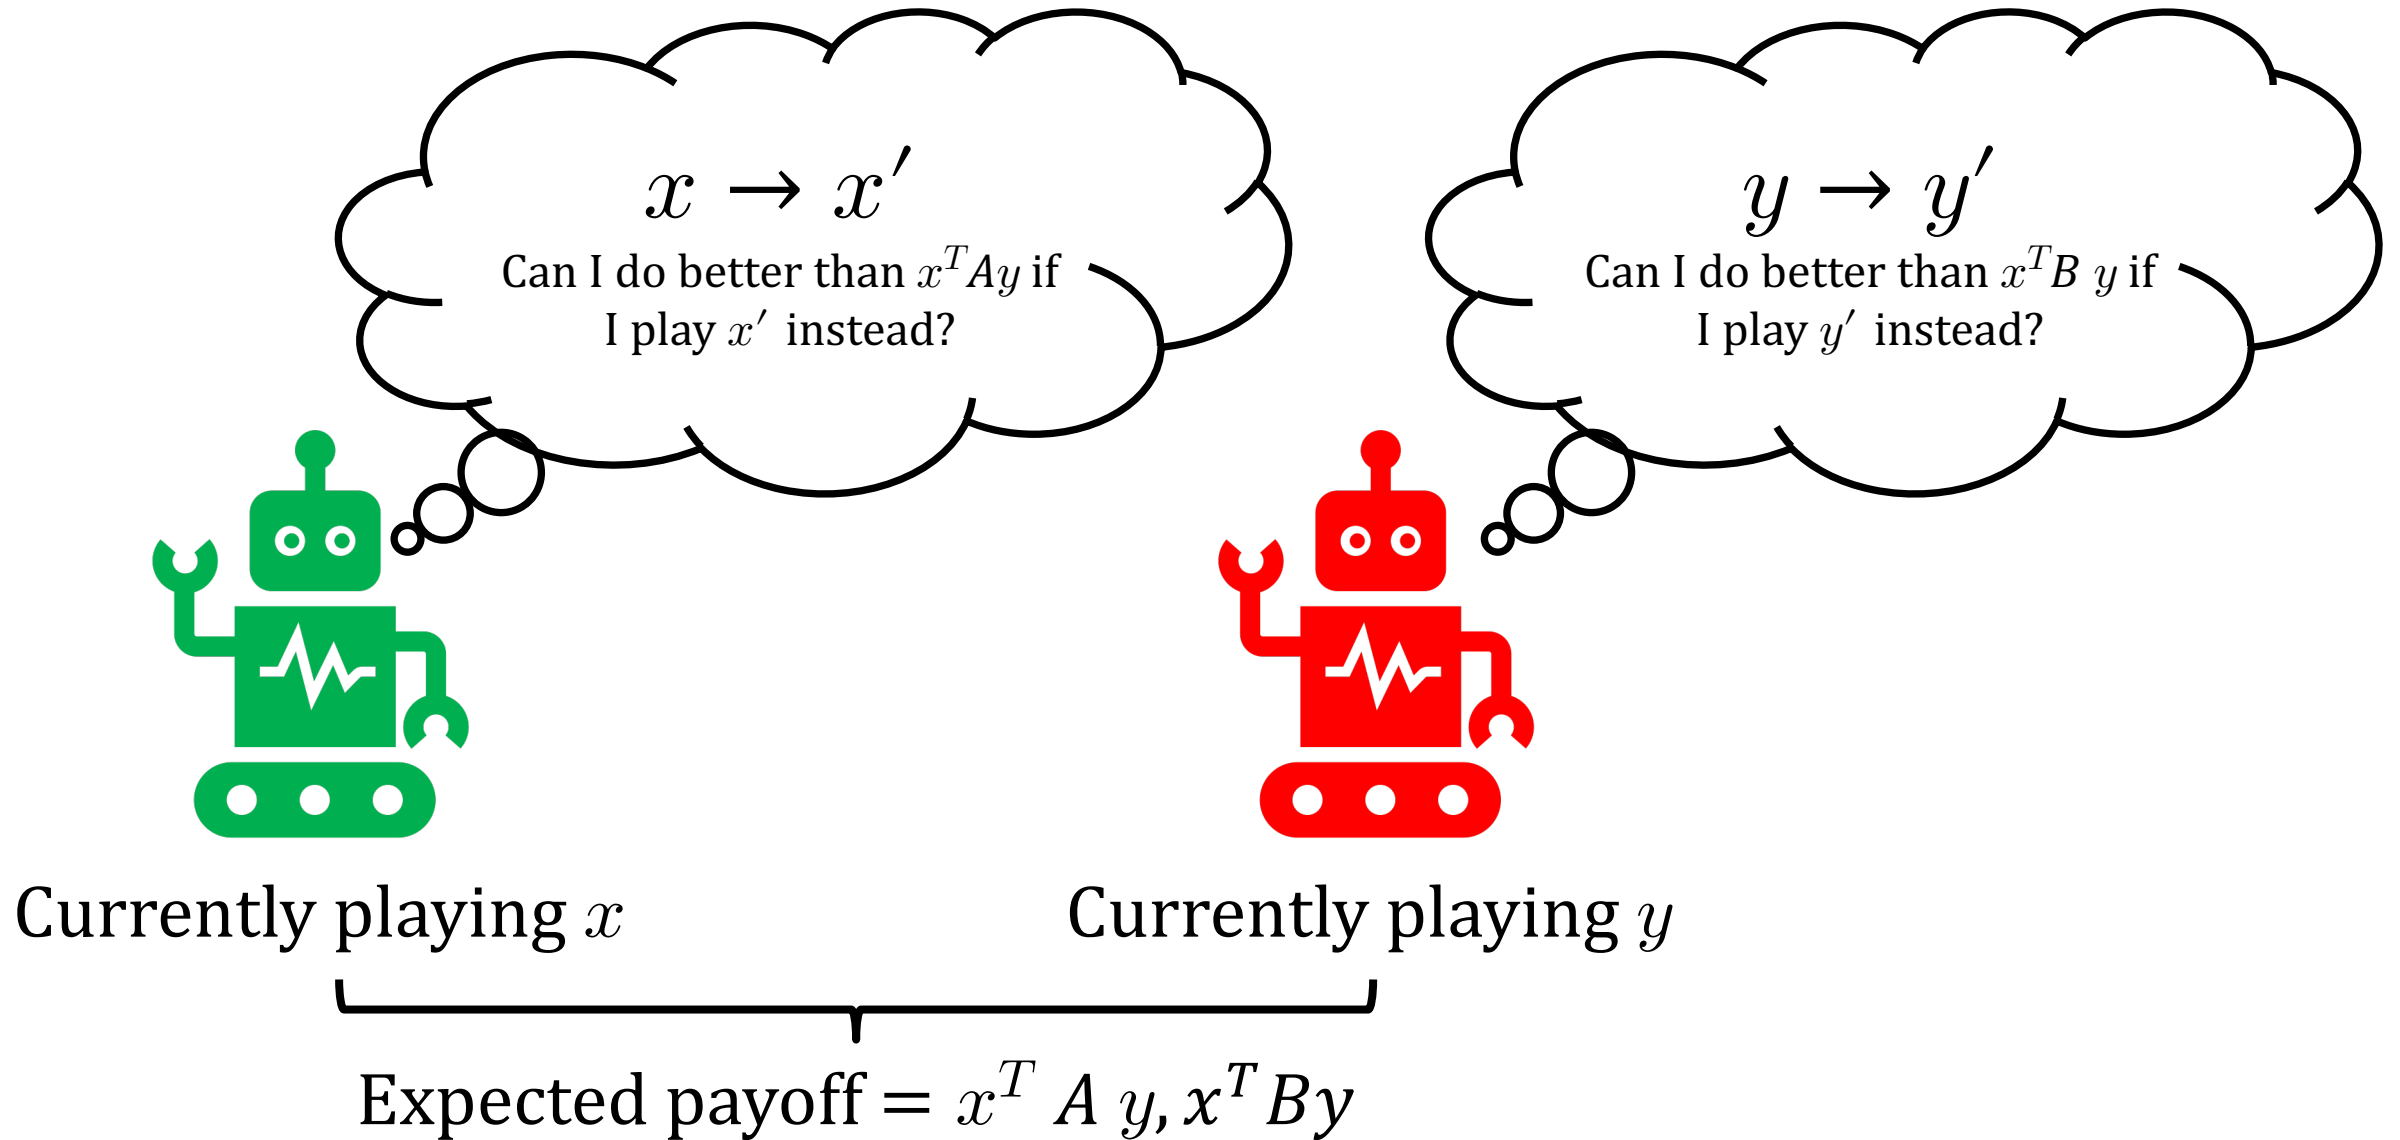 x → x′
Can I do better than xᵀAy if
I play x′ instead?
y → y′
Can I do better than xᵀB y if
I play y′ instead?
Currently playing x
Currently playing y
Expected payoff = xᵀ A y, xᵀBy